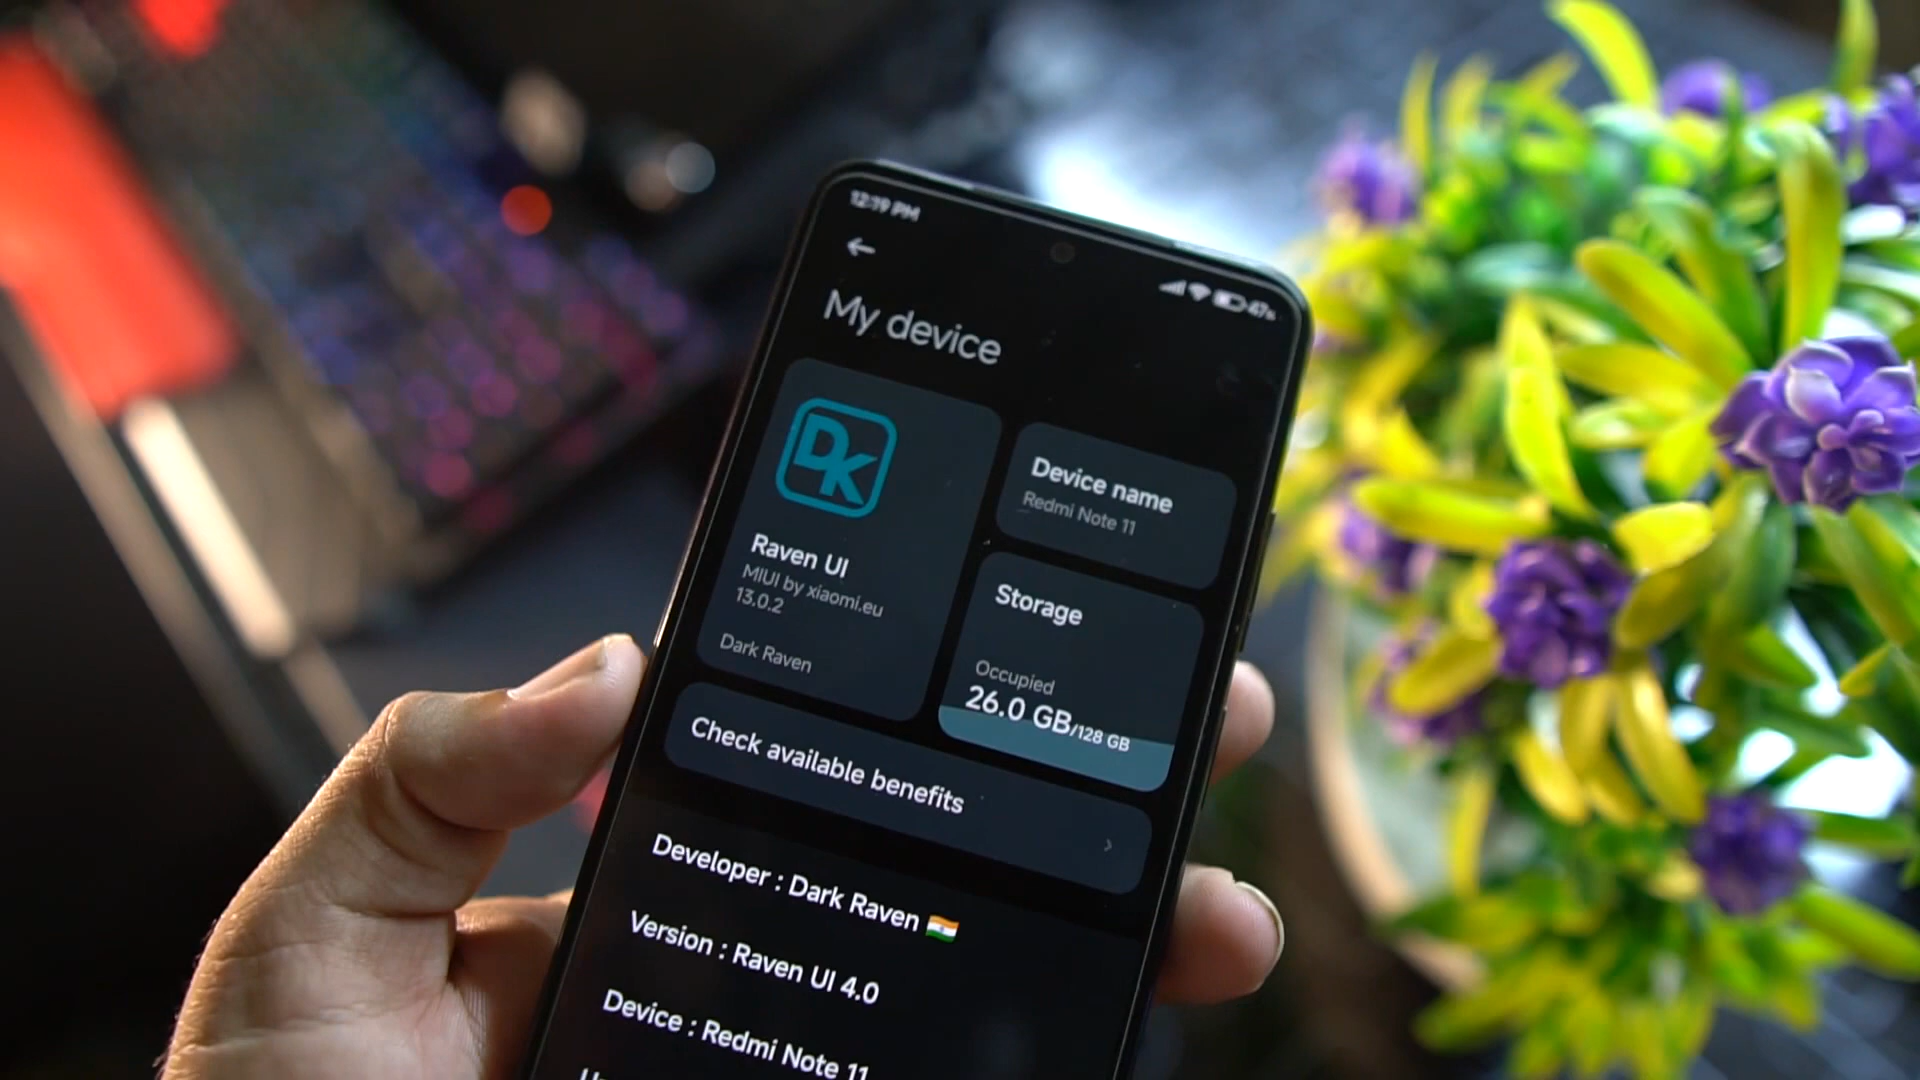 12:19 PM
47%
My device
DK
Raven UI
MIUI by xiaomi.eu
13.0.2
Dark Raven
Device name
Redmi Note 11
Storage
Occupied
26.0 GB/128 GB
Check available benefits
Developer : Dark Raven 🇮🇳
Version : Raven UI 4.0
Device : Redmi Note 11